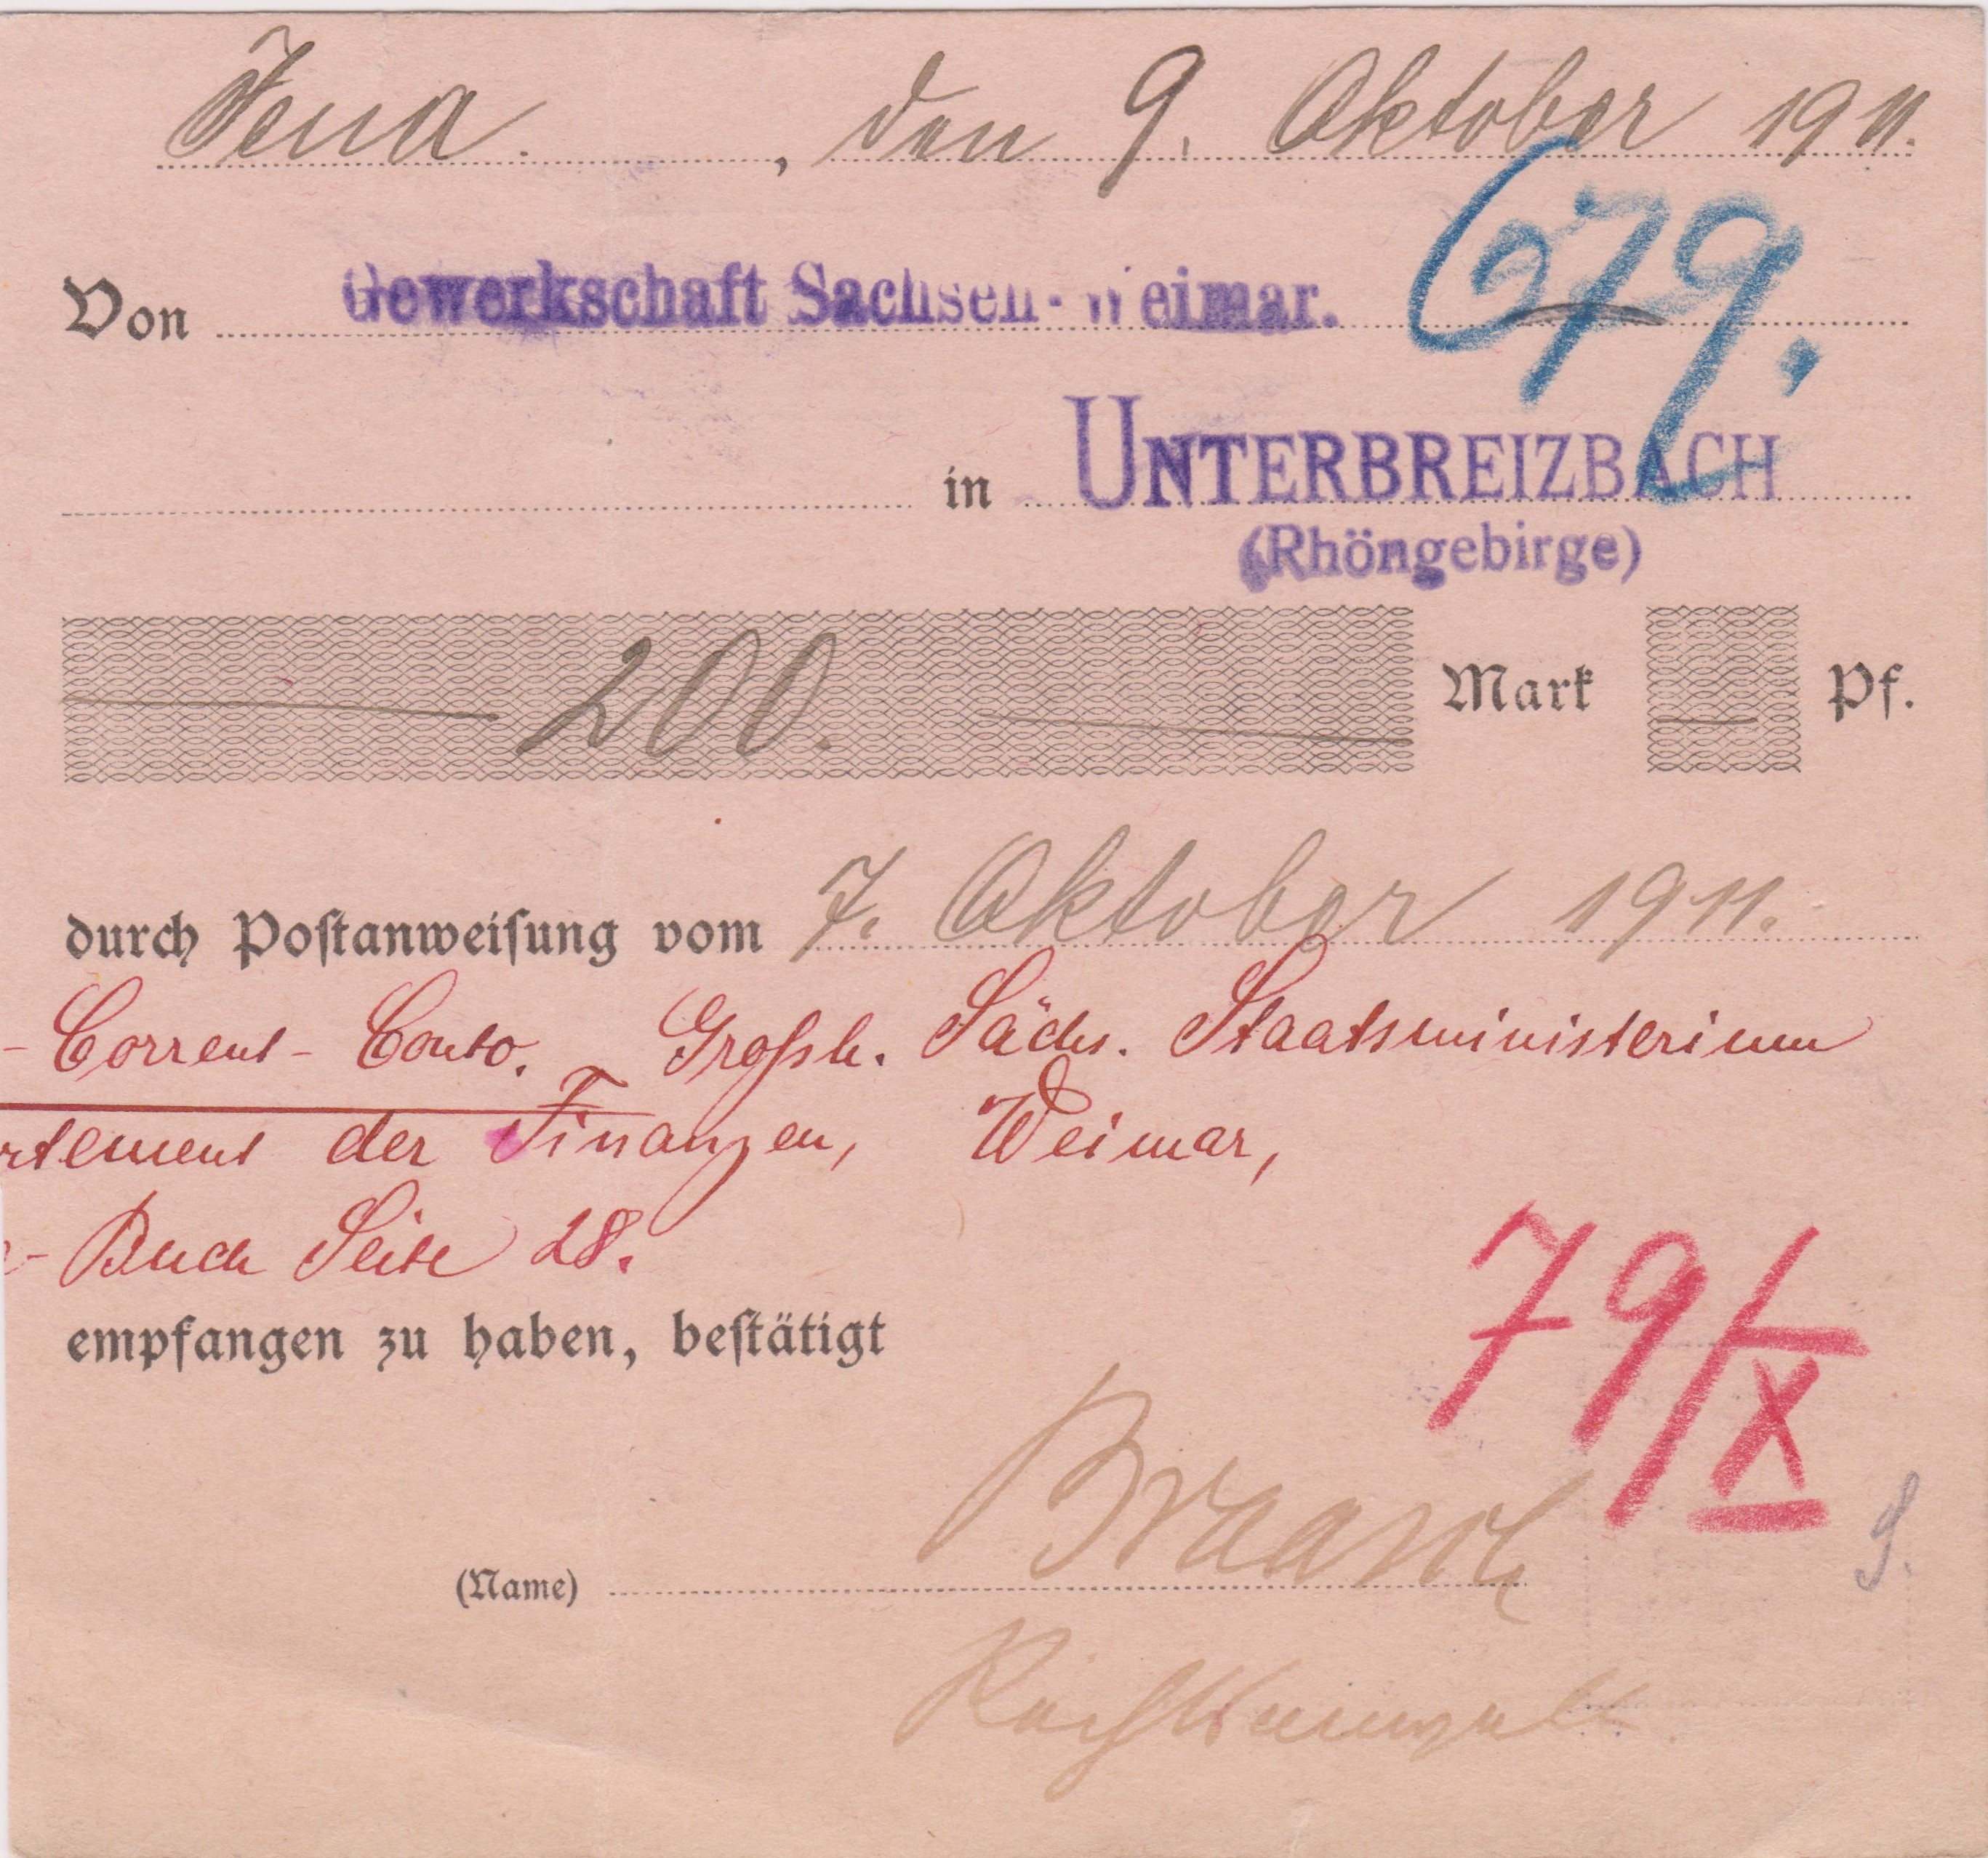 Jena, den 9. Oktober 1911.
679.
Von Gewerkschaft Sachsen-Weimar.
in UNTERBREIZBACH
(Rhöngebirge)
200. Mark — Pf.
durch Poſtanweiſung vom 7. Oktober 1911.
- Corrent-Conto. Großh. Sächs. Staatsministerium
rtement der Finanzen, Weimar,
- Buch Seite 28.
79/X
empfangen zu haben, beſtätigt
(Name)
Rechtsanwalt